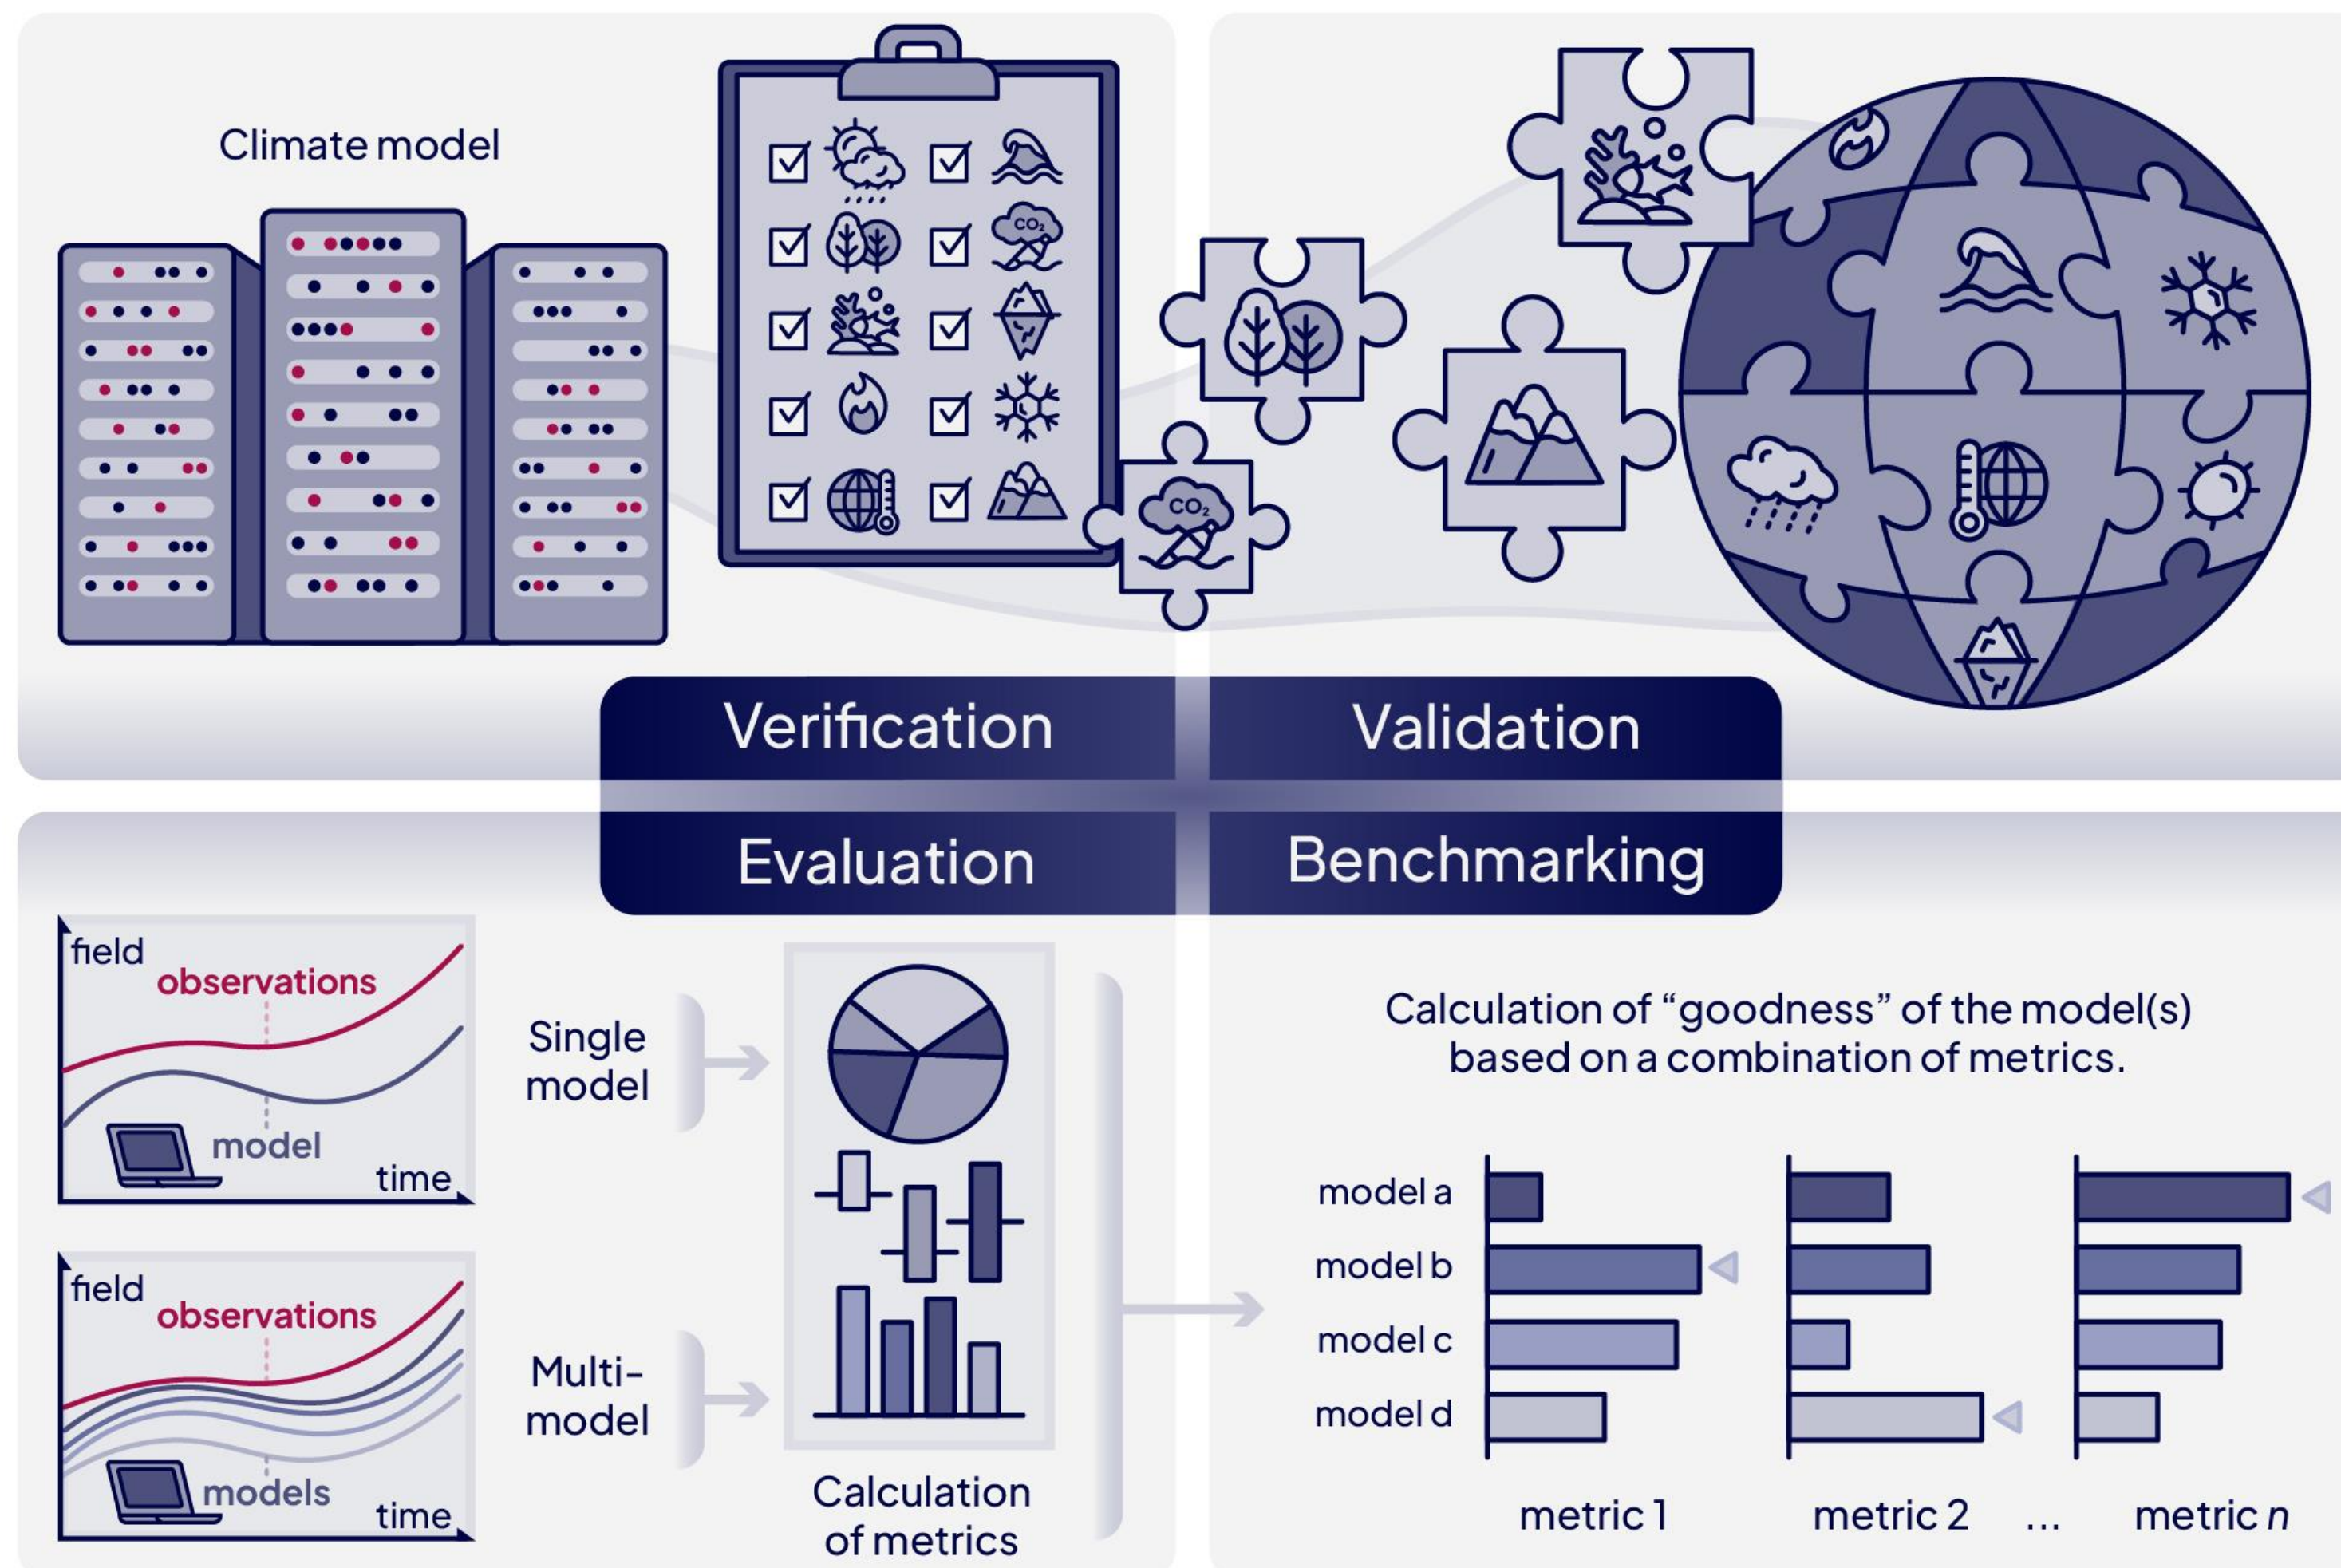 Climate model
CO₂
CO₂
Verification
Validation
Evaluation
Benchmarking
field
observations
model
time
Single
model
field
observations
models
time
Multi-
model
Calculation
of metrics
Calculation of “goodness” of the model(s)
based on a combination of metrics.
model a
model b
model c
model d
metric 1
metric 2
...
metric n